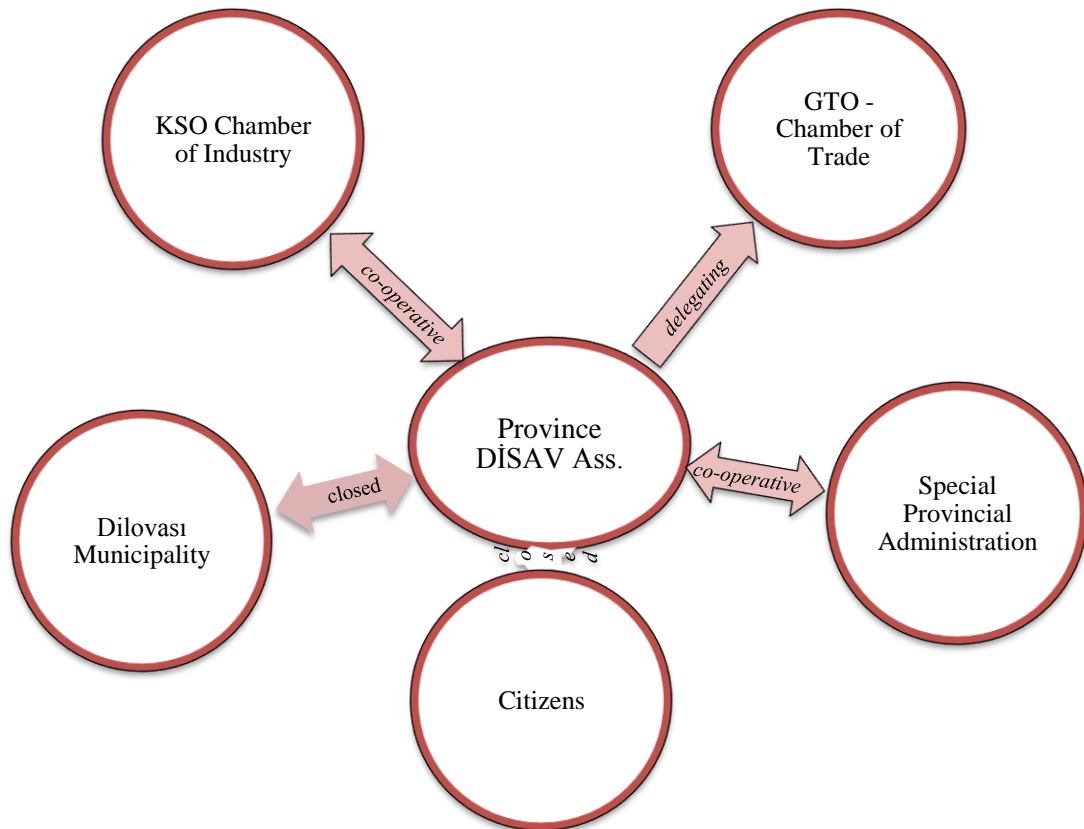 KSO Chamber
of Industry
GTO -
Chamber of
Trade
co-operative
delegating
Province
DİSAV Ass.
closed
co-operative
Dilovası
Municipality
Special
Provincial
Administration
closed
Citizens